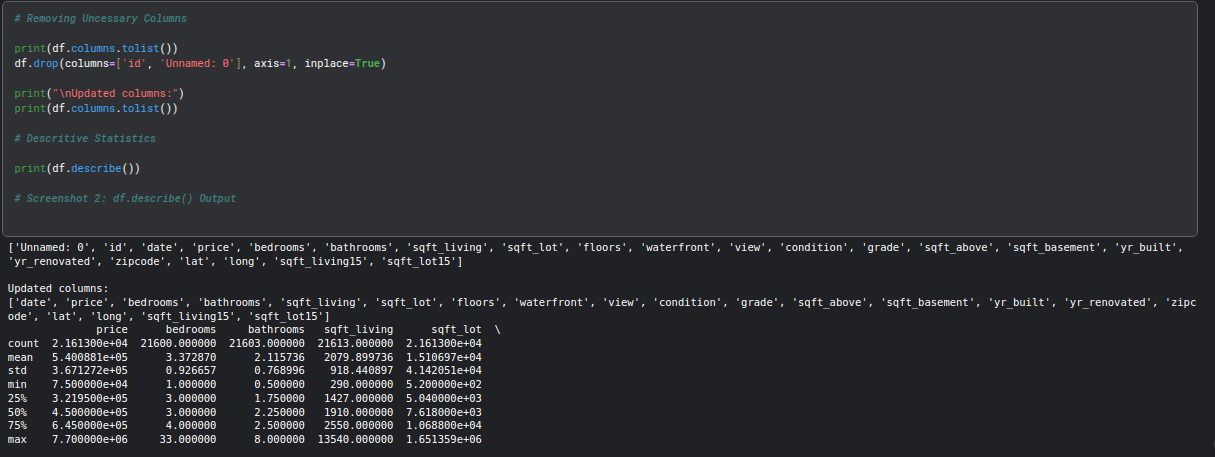 # Removing Uncessary Columns
print(df.columns.tolist())
df.drop(columns=['id', 'Unnamed: 0'], axis=1, inplace=True)
print("\nUpdated columns:")
print(df.columns.tolist())
# Descritive Statistics
print(df.describe())
# Screenshot 2: df.describe() Output
['Unnamed: 0', 'id', 'date', 'price', 'bedrooms', 'bathrooms', 'sqft_living', 'sqft_lot', 'floors', 'waterfront', 'view', 'condition', 'grade', 'sqft_above', 'sqft_basement', 'yr_built',
'yr_renovated', 'zipcode', 'lat', 'long', 'sqft_living15', 'sqft_lot15']
Updated columns:
['date', 'price', 'bedrooms', 'bathrooms', 'sqft_living', 'sqft_lot', 'floors', 'waterfront', 'view', 'condition', 'grade', 'sqft_above', 'sqft_basement', 'yr_built', 'yr_renovated', 'zipc
ode', 'lat', 'long', 'sqft_living15', 'sqft_lot15']
price bedrooms bathrooms sqft_living sqft_lot \
count 2.161300e+04 21600.000000 21603.000000 21613.000000 2.161300e+04
mean 5.400881e+05 3.372870 2.115736 2079.899736 1.510697e+04
std 3.671272e+05 0.926657 0.768996 918.440897 4.142051e+04
min 7.500000e+04 1.000000 0.500000 290.000000 5.200000e+02
25% 3.219500e+05 3.000000 1.750000 1427.000000 5.040000e+03
50% 4.500000e+05 3.000000 2.250000 1910.000000 7.618000e+03
75% 6.450000e+05 4.000000 2.500000 2550.000000 1.068800e+04
max 7.700000e+06 33.000000 8.000000 13540.000000 1.651359e+06